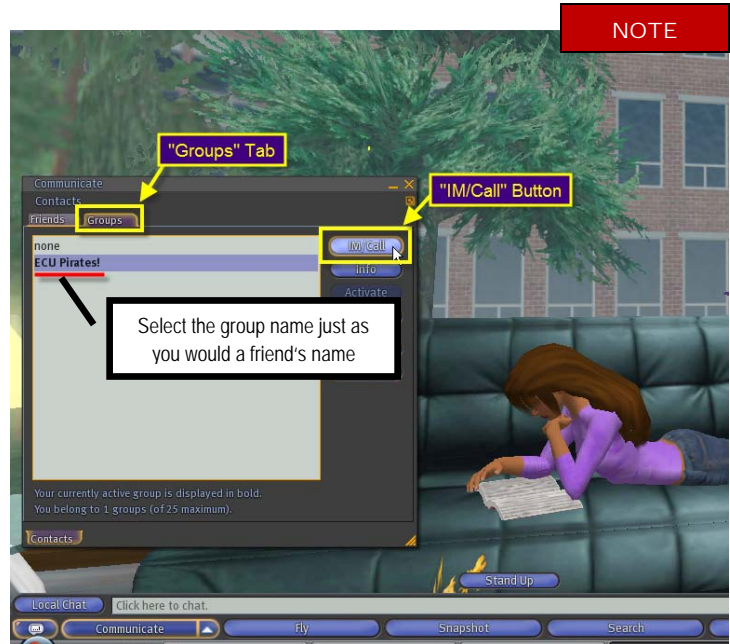 NOTE
"Groups" Tab
Communicate
Contacts
"IM/Call" Button
Friends
Groups
none
IM/Call
ECU Pirates!
Info
Activate
Select the group name just as
you would a friend's name
Your currently active group is displayed in bold.
You belong to 1 groups (of 25 maximum).
Contacts
Stand Up
Local Chat
Click here to chat.
Communicate
Fly
Snapshot
Search